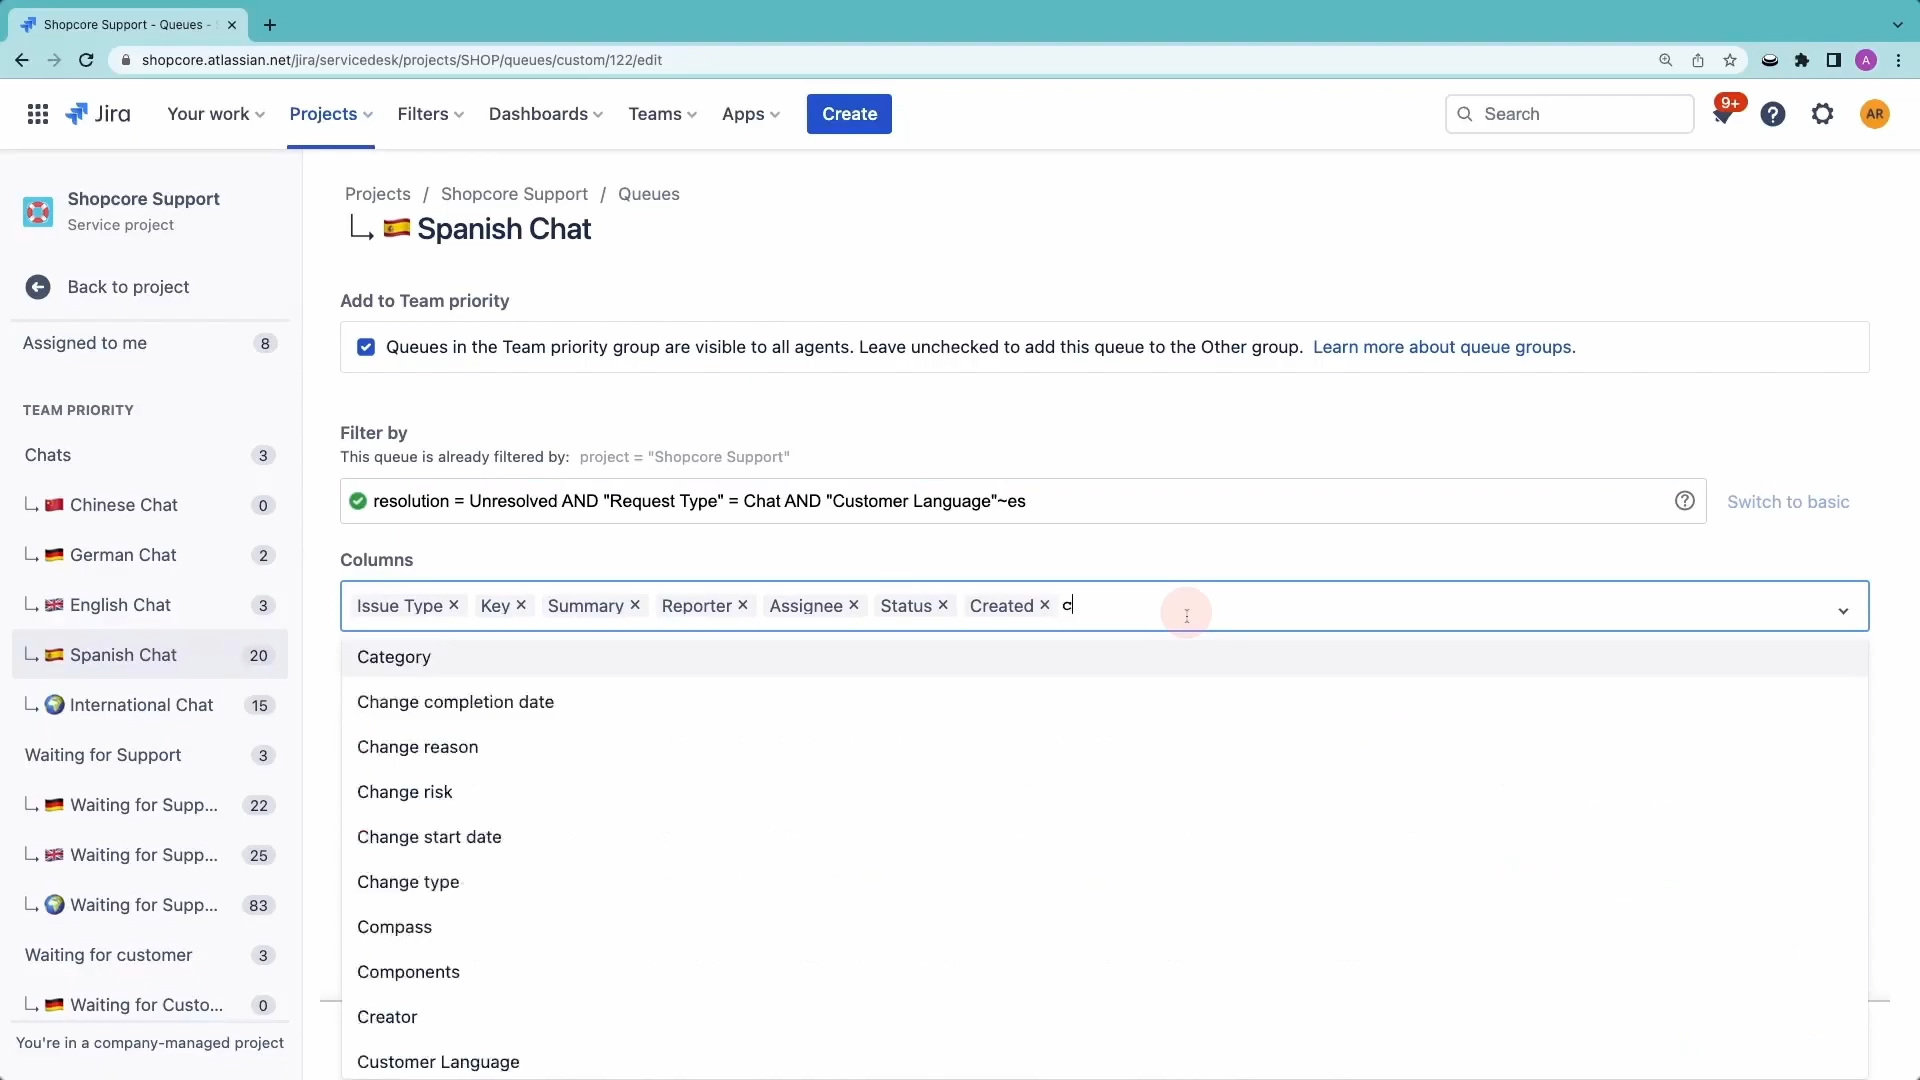 Shopcore Support - Queues -
shopcore.atlassian.net/jira/servicedesk/projects/SHOP/queues/custom/122/edit
A
Jira
Your work
Projects
Filters
Dashboards
Teams
Apps
Create
Search
9+
AR
Shopcore Support
Service project
Back to project
Assigned to me 8
TEAM PRIORITY
Chats 3
Chinese Chat 0
German Chat 2
English Chat 3
Spanish Chat 20
International Chat 15
Waiting for Support 3
Waiting for Supp... 22
Waiting for Supp... 25
Waiting for Supp... 83
Waiting for customer 3
Waiting for Custo... 0
You're in a company-managed project
Projects / Shopcore Support / Queues
Spanish Chat
Add to Team priority
Queues in the Team priority group are visible to all agents. Leave unchecked to add this queue to the Other group. Learn more about queue groups.
Filter by
This queue is already filtered by: project = "Shopcore Support"
resolution = Unresolved AND "Request Type" = Chat AND "Customer Language"~es
Switch to basic
Columns
Issue Type Key Summary Reporter Assignee Status Created c
Category
Change completion date
Change reason
Change risk
Change start date
Change type
Compass
Components
Creator
Customer Language